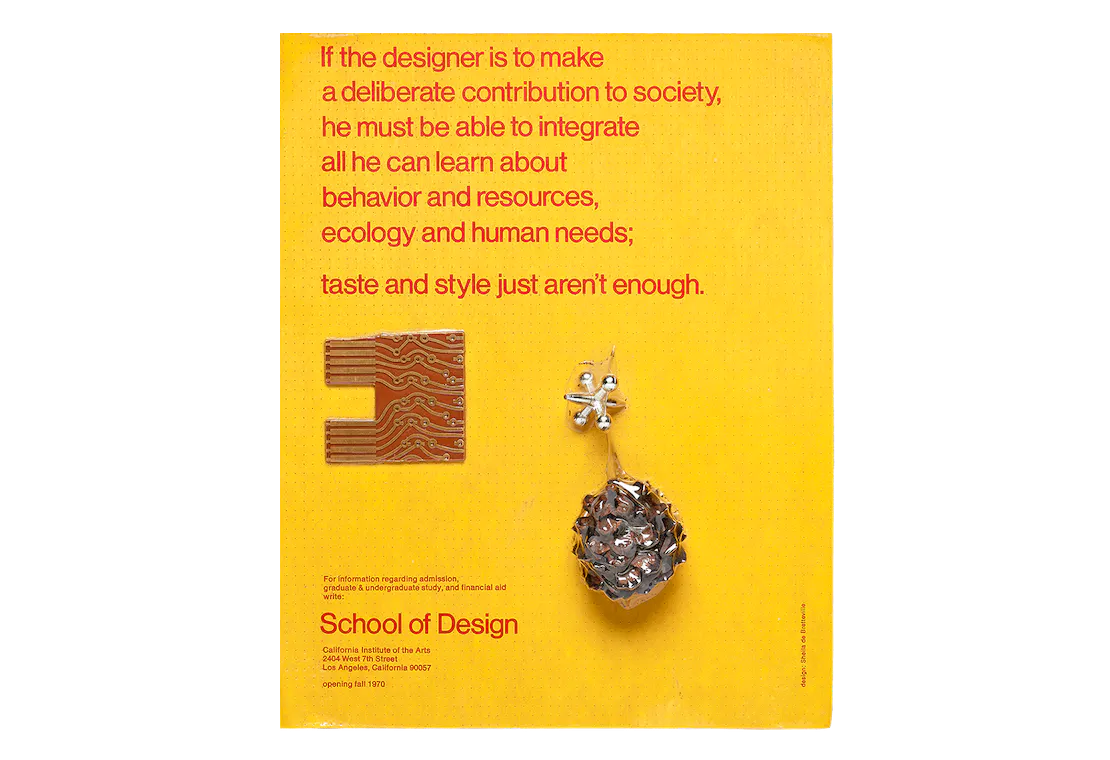 If the designer is to make
a deliberate contribution to society,
he must be able to integrate
all he can learn about
behavior and resources,
ecology and human needs;
taste and style just aren't enough.
For information regarding admission,
graduate & undergraduate study, and financial aid
write:
School of Design
California Institute of the Arts
2404 West 7th Street
Los Angeles, California 90057
opening fall 1970
design: Sheila de Bretteville